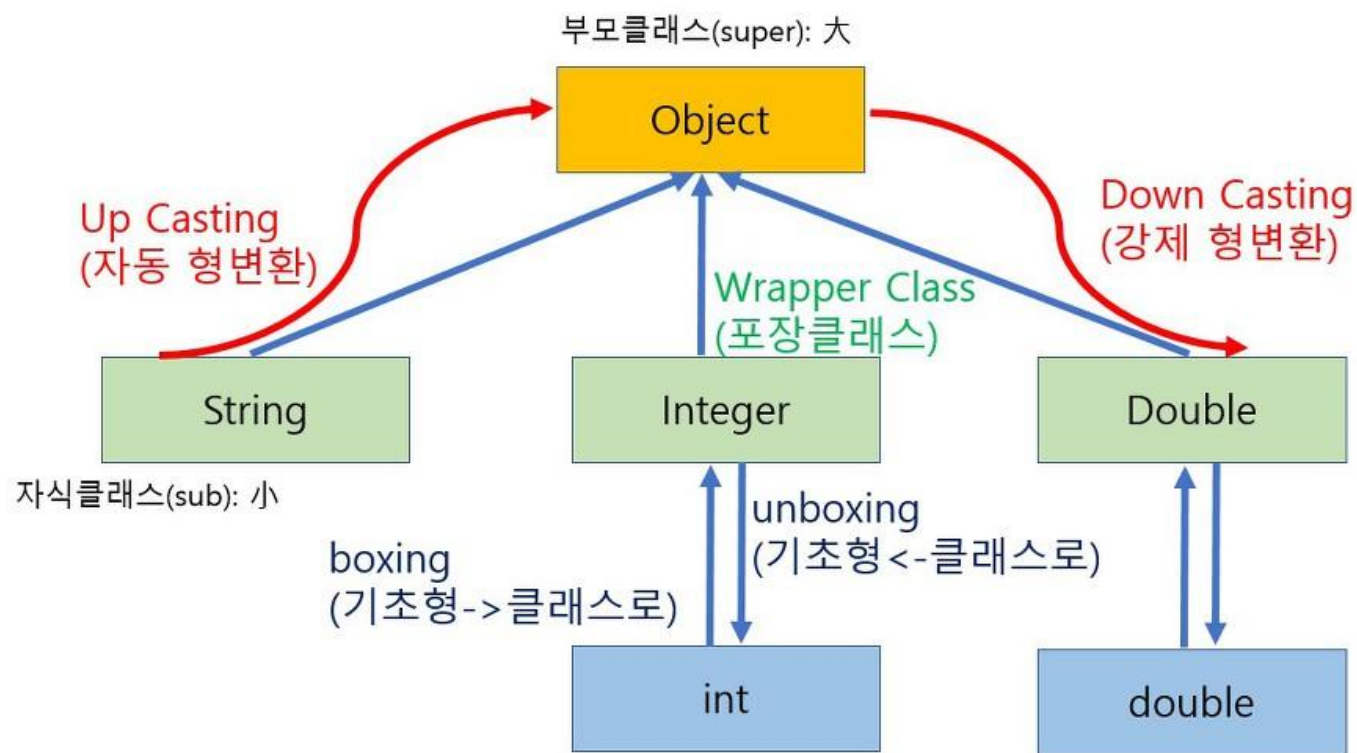 부모클래스(super): 大
Object
Up Casting
(자동 형변환)
Down Casting
(강제 형변환)
Wrapper Class
(포장클래스)
String
Integer
Double
자식클래스(sub): 小
unboxing
(기초형<-클래스로)
boxing
(기초형->클래스로)
int
double